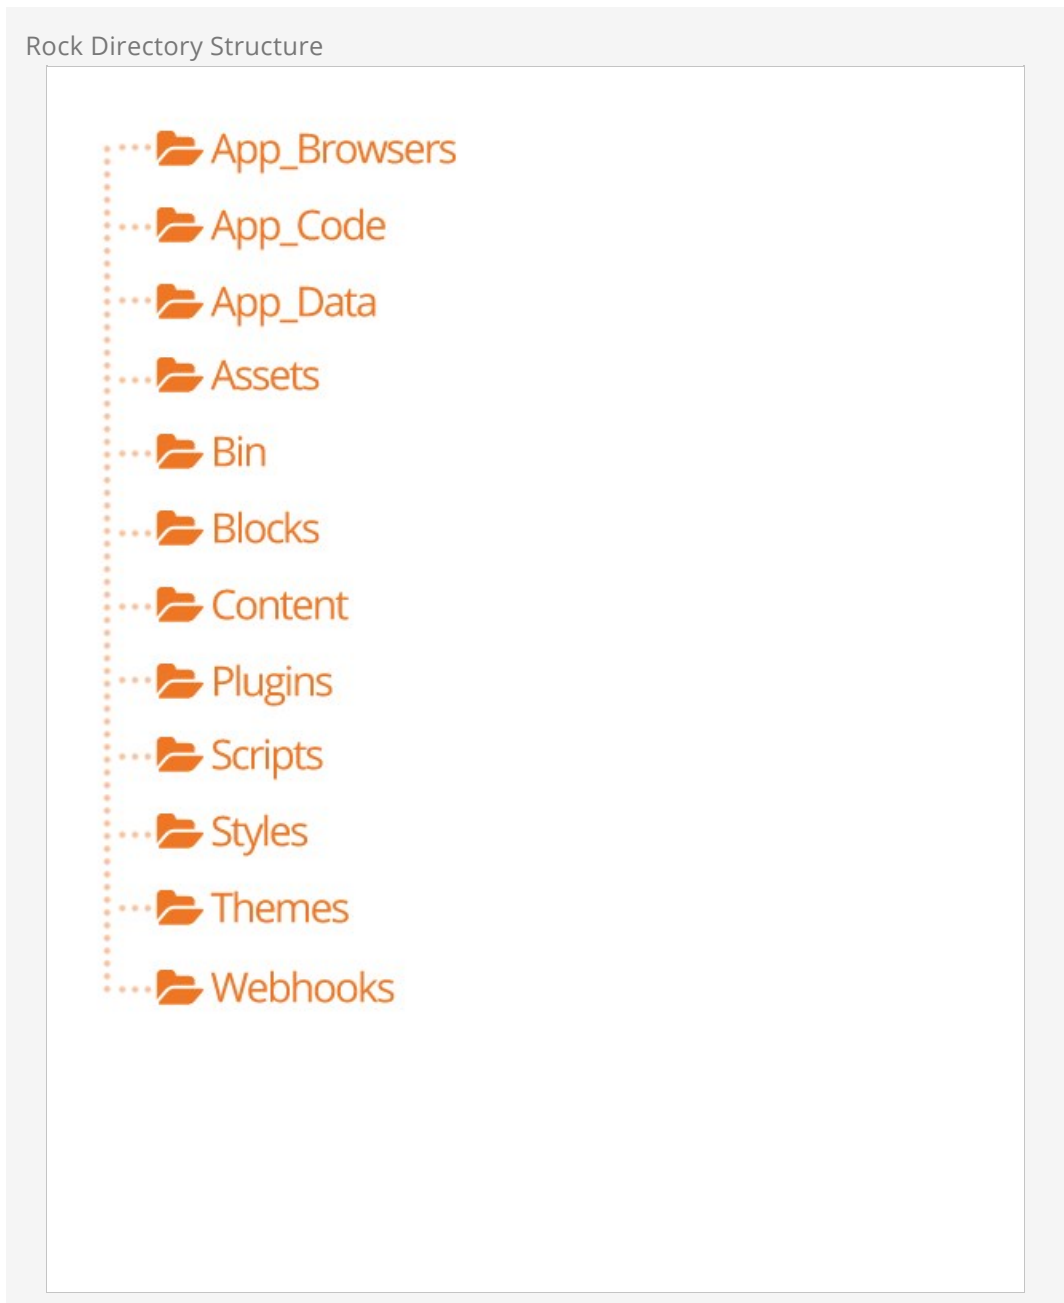 Rock Directory Structure
App_Browsers
App_Code
App_Data
Assets
Bin
Blocks
Content
Plugins
Scripts
Styles
Themes
Webhooks